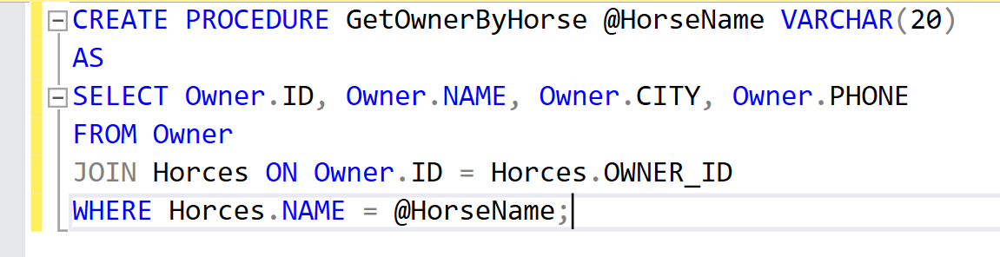 CREATE PROCEDURE GetOwnerByHorse @HorseName VARCHAR(20)
AS
SELECT Owner.ID, Owner.NAME, Owner.CITY, Owner.PHONE
FROM Owner
JOIN Horces ON Owner.ID = Horces.OWNER_ID
WHERE Horces.NAME = @HorseName;